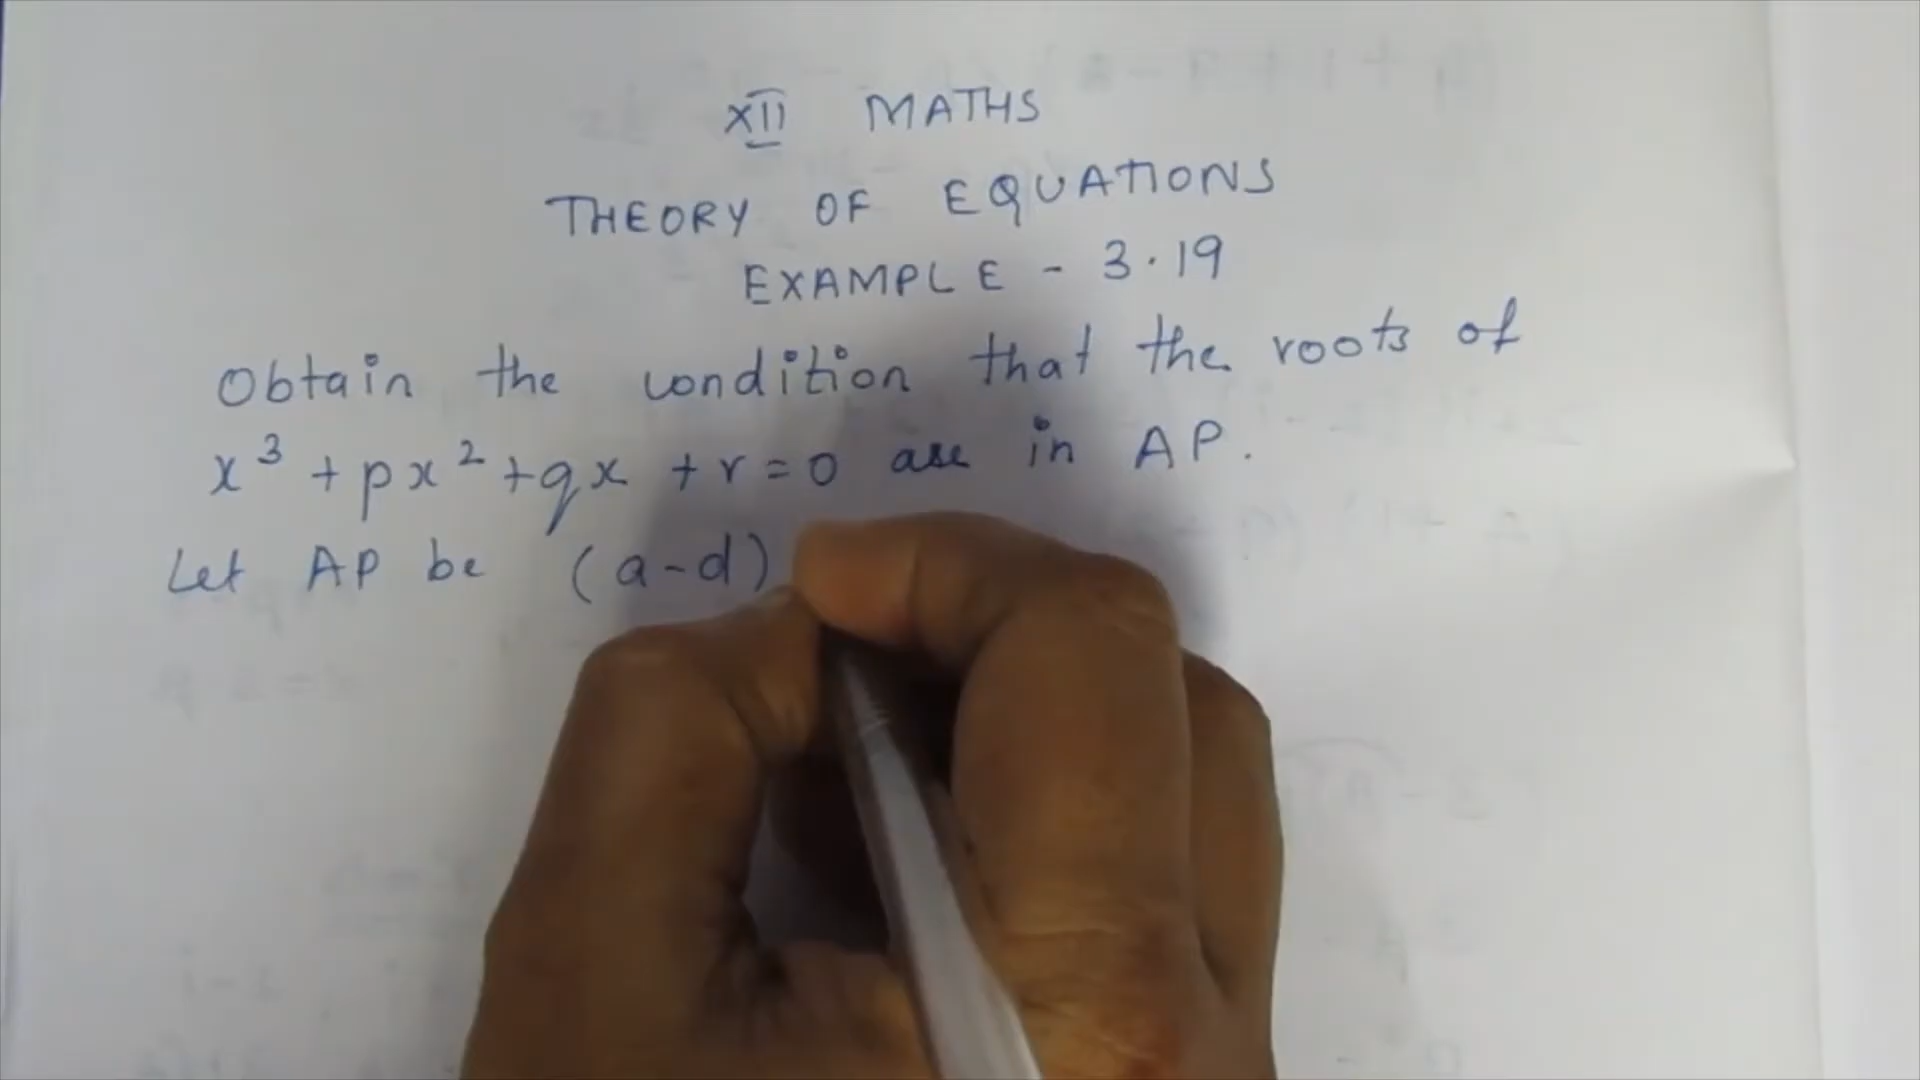 XII MATHS
THEORY OF EQUATIONS
EXAMPLE - 3.19
Obtain the condition that the roots of
x³ + px² + qx + r = 0 are in AP.
Let AP be (a-d)